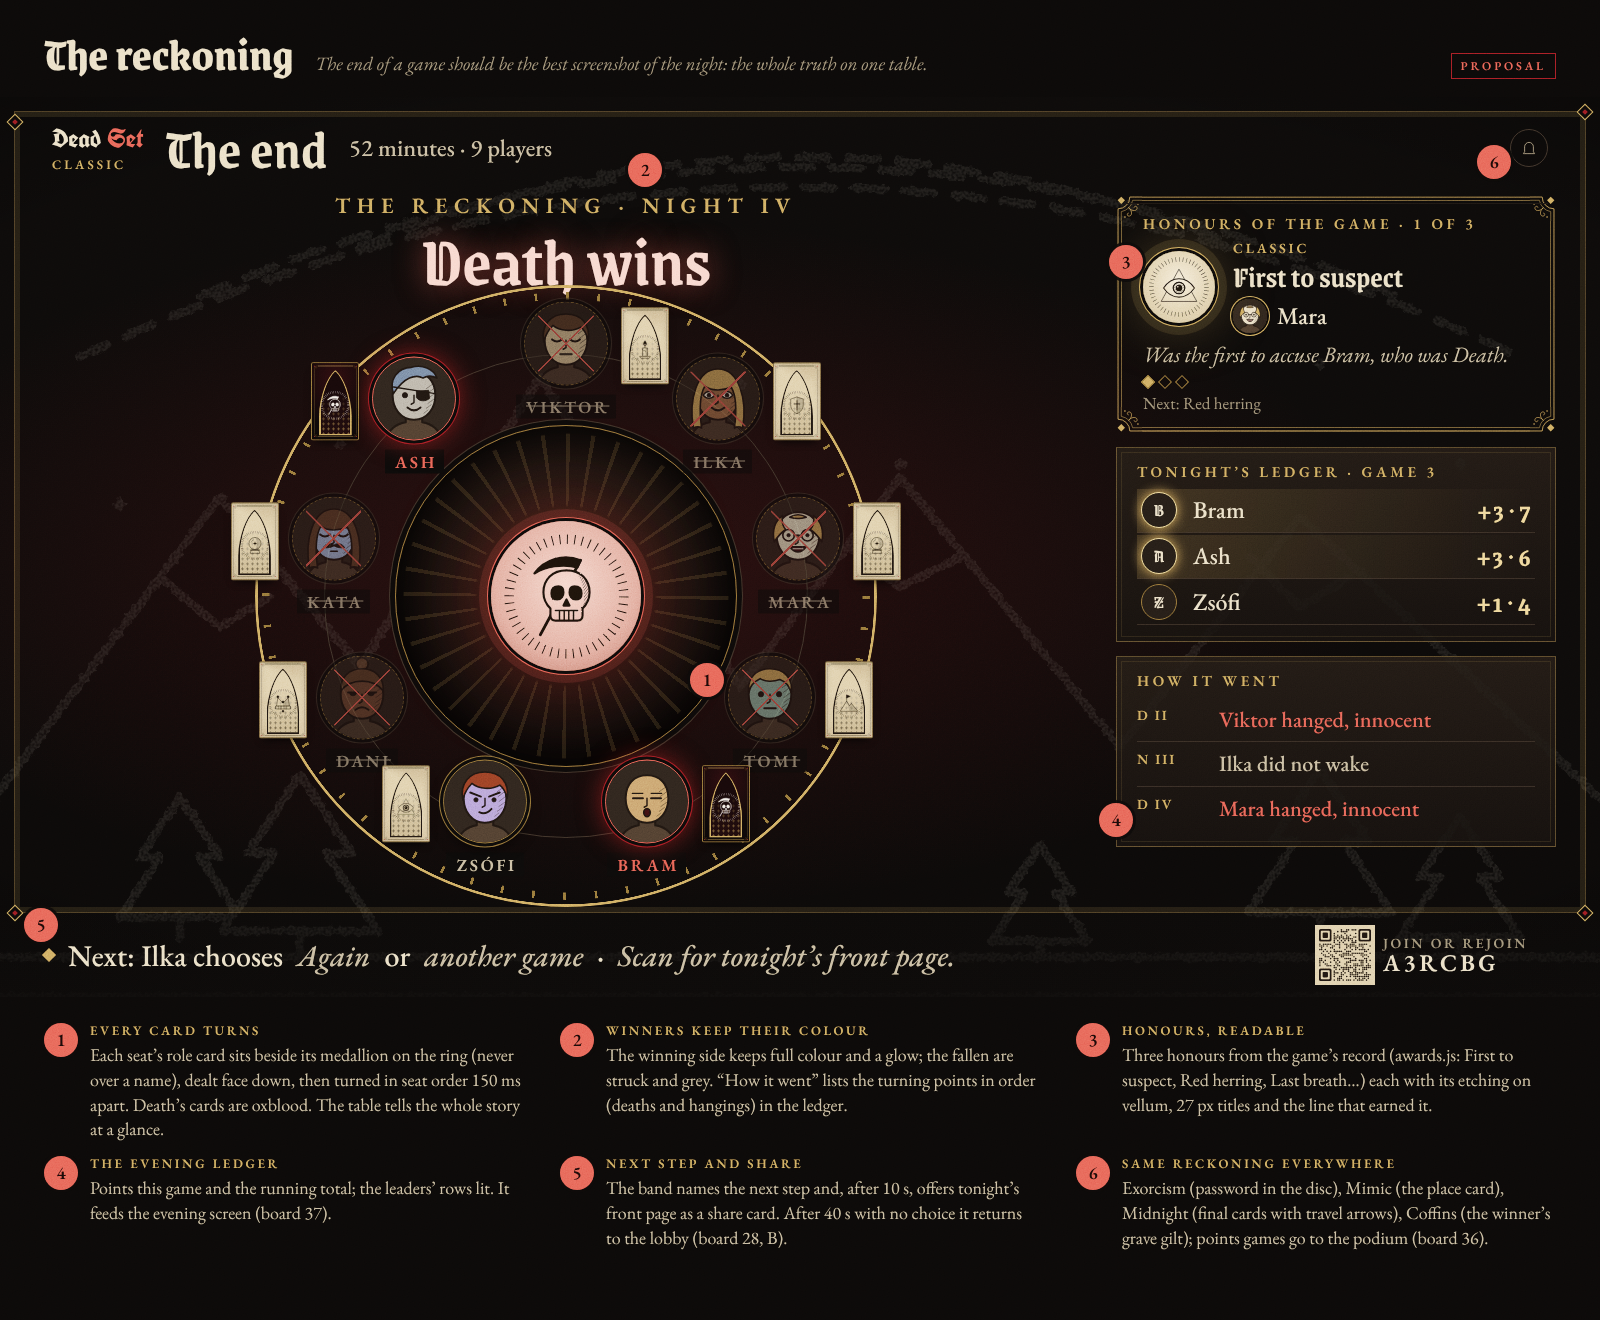 The reckoning
The end of a game should be the best screenshot of the night: the whole truth on one table.
PROPOSAL
Dead Set
CLASSIC
The end
52 minutes · 9 players
2
6
THE RECKONING · NIGHT IV
Death wins
VIKTOR
ILKA
ASH
KATA
MARA
DANI
TOMI
1
ZSÓFI
BRAM
3
HONOURS OF THE GAME · 1 OF 3
CLASSIC
First to suspect
Mara
Was the first to accuse Bram, who was Death.
Next: Red herring
TONIGHT'S LEDGER · GAME 3
B Bram +3 · 7
A Ash +3 · 6
Z Zsófi +1 · 4
HOW IT WENT
D II Viktor hanged, innocent
N III Ilka did not wake
D IV Mara hanged, innocent
4
5
Next: Ilka chooses Again or another game · Scan for tonight's front page.
JOIN OR REJOIN
A3RCBG
1 EVERY CARD TURNS
Each seat's role card sits beside its medallion on the ring (never
over a name), dealt face down, then turned in seat order 150 ms
apart. Death's cards are oxblood. The table tells the whole story
at a glance.
2 WINNERS KEEP THEIR COLOUR
The winning side keeps full colour and a glow; the fallen are
struck and grey. "How it went" lists the turning points in order
(deaths and hangings) in the ledger.
3 HONOURS, READABLE
Three honours from the game's record (awards.js: First to
suspect, Red herring, Last breath...) each with its etching on
vellum, 27 px titles and the line that earned it.
4 THE EVENING LEDGER
Points this game and the running total; the leaders' rows lit. It
feeds the evening screen (board 37).
5 NEXT STEP AND SHARE
The band names the next step and, after 10 s, offers tonight's
front page as a share card. After 40 s with no choice it returns
to the lobby (board 28, B).
6 SAME RECKONING EVERYWHERE
Exorcism (password in the disc), Mimic (the place card),
Midnight (final cards with travel arrows), Coffins (the winner's
grave gilt); points games go to the podium (board 36).